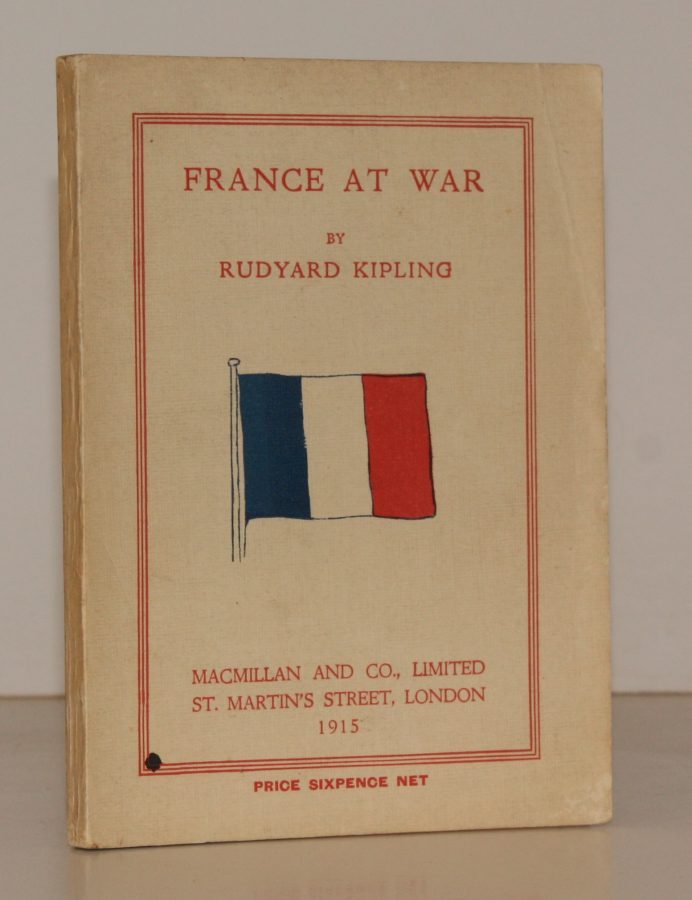 FRANCE AT WAR
BY
RUDYARD KIPLING
MACMILLAN AND CO., LIMITED
ST. MARTIN'S STREET, LONDON
1915
PRICE SIXPENCE NET